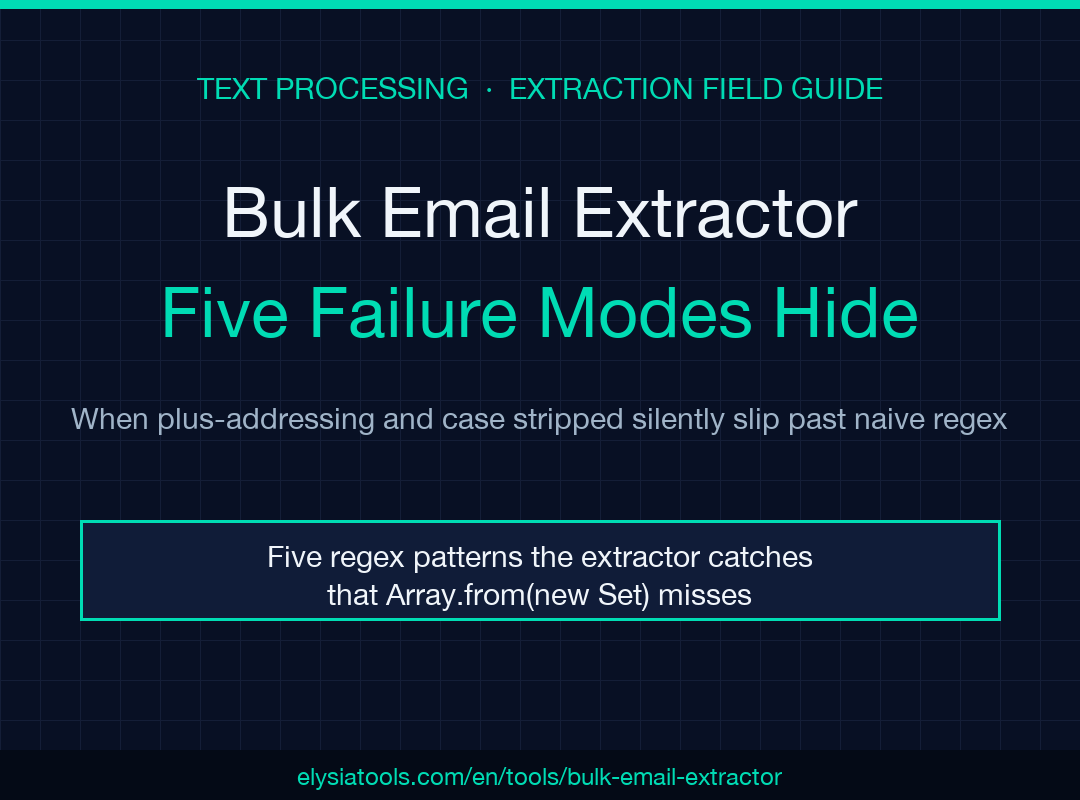 TEXT PROCESSING · EXTRACTION FIELD GUIDE
Bulk Email Extractor
Five Failure Modes Hide
When plus-addressing and case stripped silently slip past naive regex
Five regex patterns the extractor catches
that Array.from(new Set) misses
elysiatools.com/en/tools/bulk-email-extractor